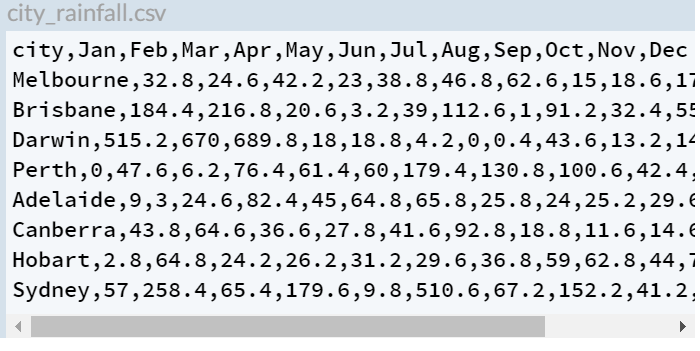 city_rainfall.csv
city,Jan,Feb,Mar,Apr,May,Jun,Jul,Aug,Sep,Oct,Nov,Dec
Melbourne,32.8,24.6,42.2,23,38.8,46.8,62.6,15,18.6,17
Brisbane,184.4,216.8,20.6,3.2,39,112.6,1,91.2,32.4,55
Darwin,515.2,670,689.8,18,18.8,4.2,0,0.4,43.6,13.2,14
Perth,0,47.6,6.2,76.4,61.4,60,179.4,130.8,100.6,42.4,
Adelaide,9,3,24.6,82.4,45,64.8,65.8,25.8,24,25.2,29.6
Canberra,43.8,64.6,36.6,27.8,41.6,92.8,18.8,11.6,14.6
Hobart,2.8,64.8,24.2,26.2,31.2,29.6,36.8,59,62.8,44,7
Sydney,57,258.4,65.4,179.6,9.8,510.6,67.2,152.2,41.2,